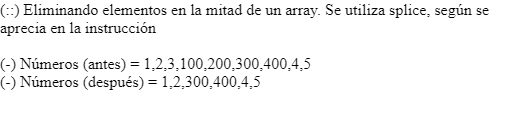 (::) Eliminando elementos en la mitad de un array. Se utiliza splice, según se
aprecia en la instrucción
(-) Números (antes) = 1,2,3,100,200,300,400,4,5
(-) Números (después) = 1,2,300,400,4,5